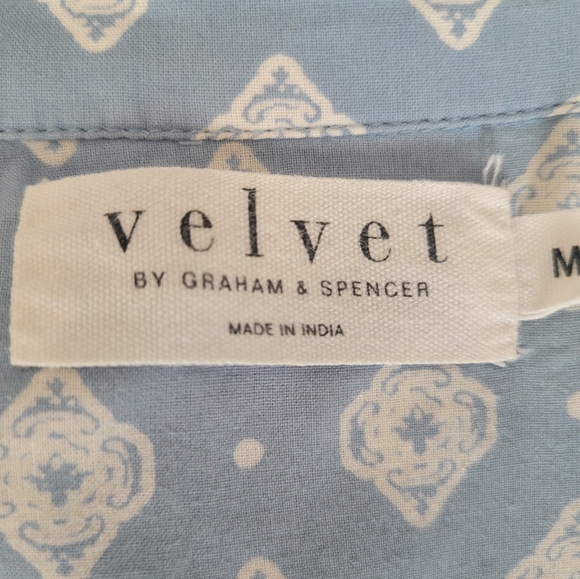 velvet
BY GRAHAM & SPENCER
MADE IN INDIA
M